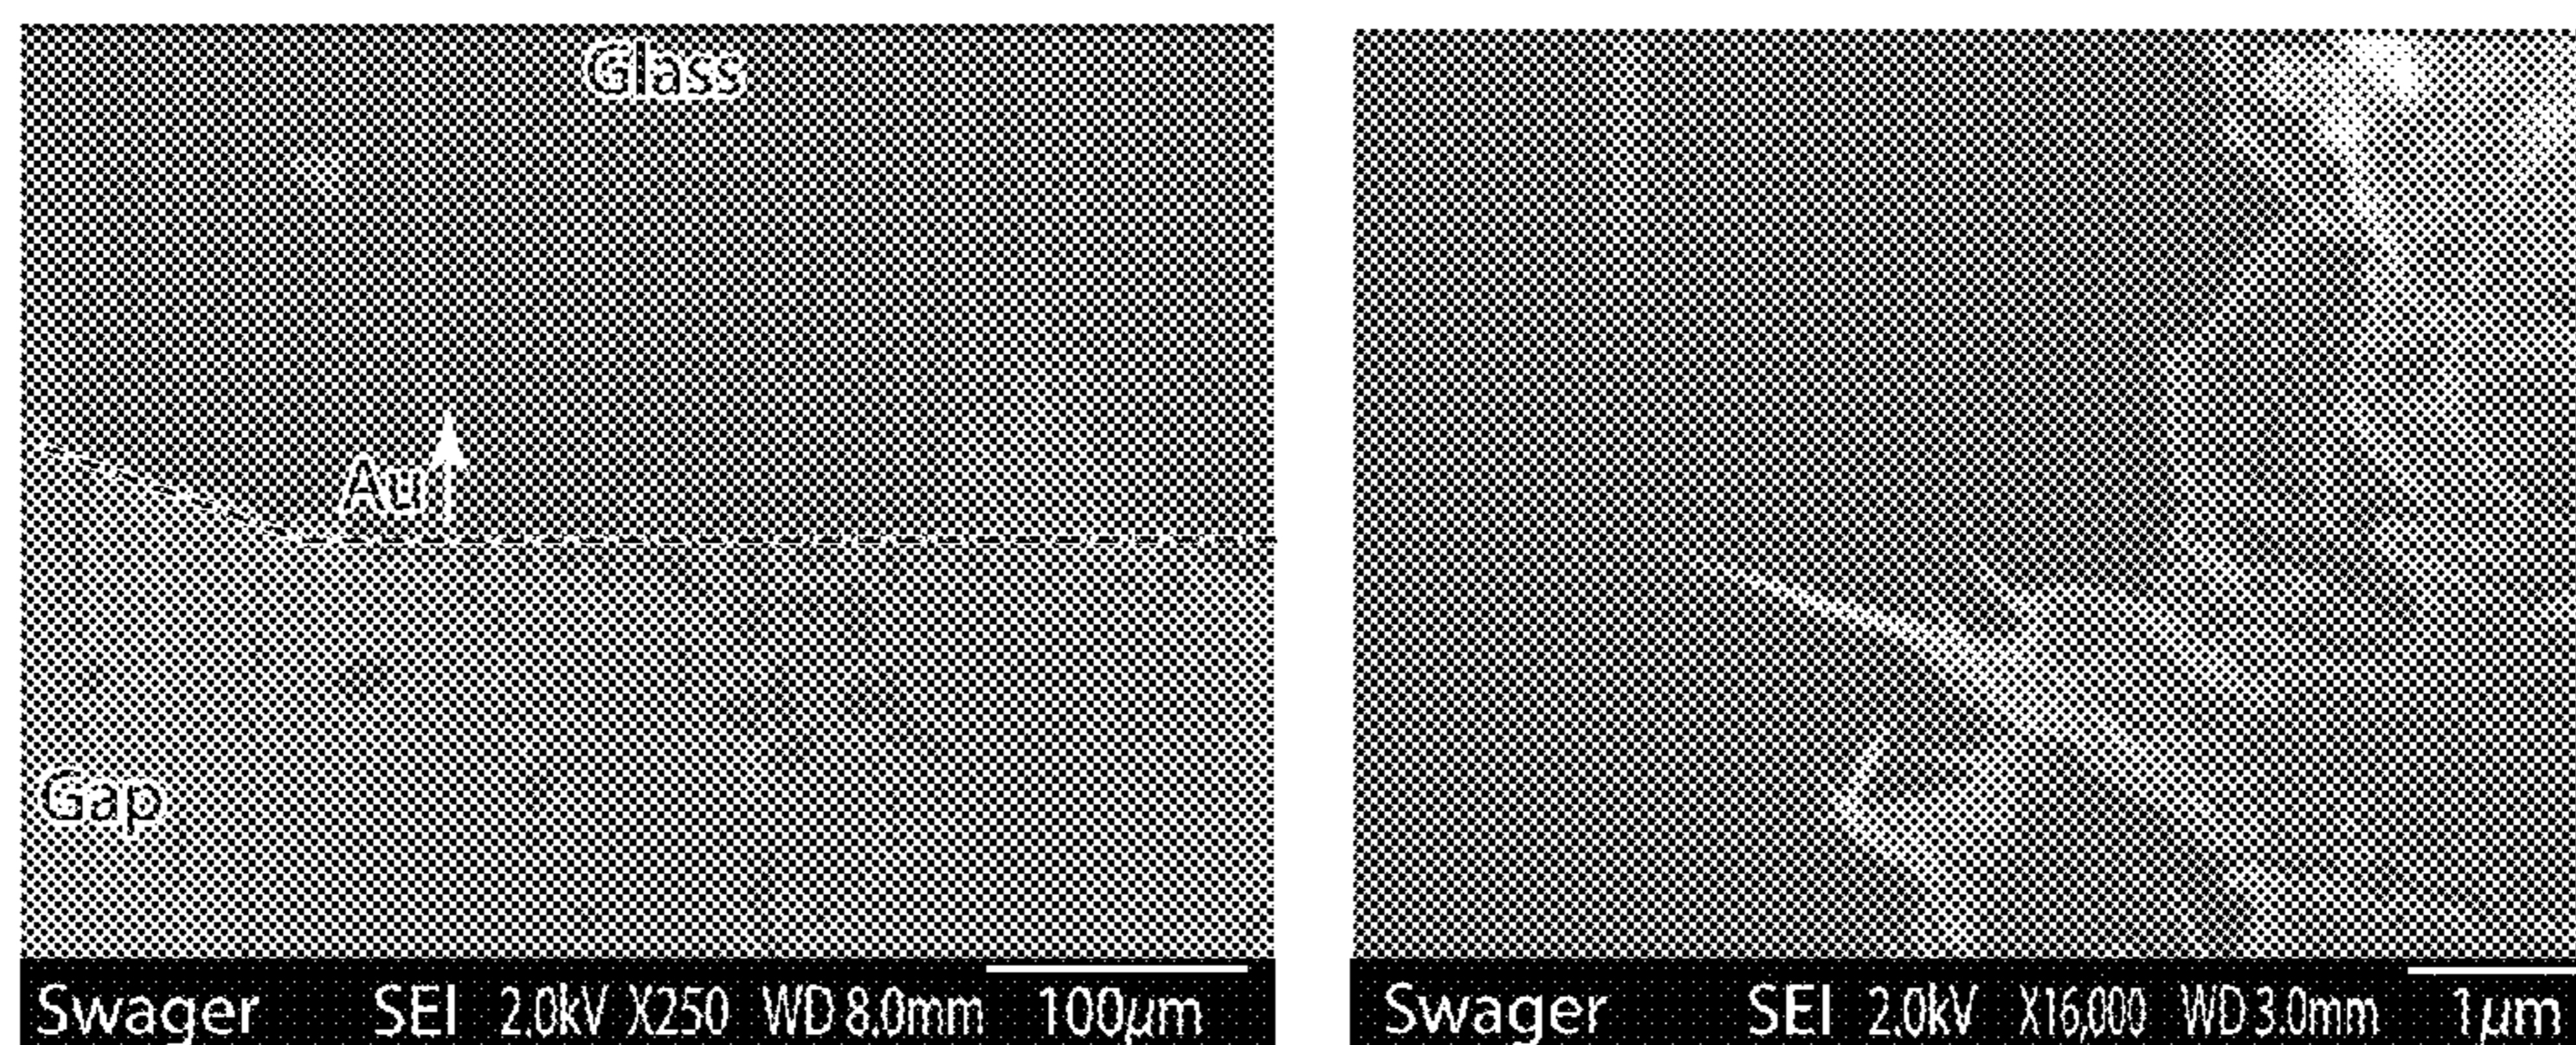 Glass
Au
Gap
Swager SEI 2.0kV X250 WD 8.0mm 100μm
Swager SEI 2.0kV X16,000 WD 3.0mm 1μm